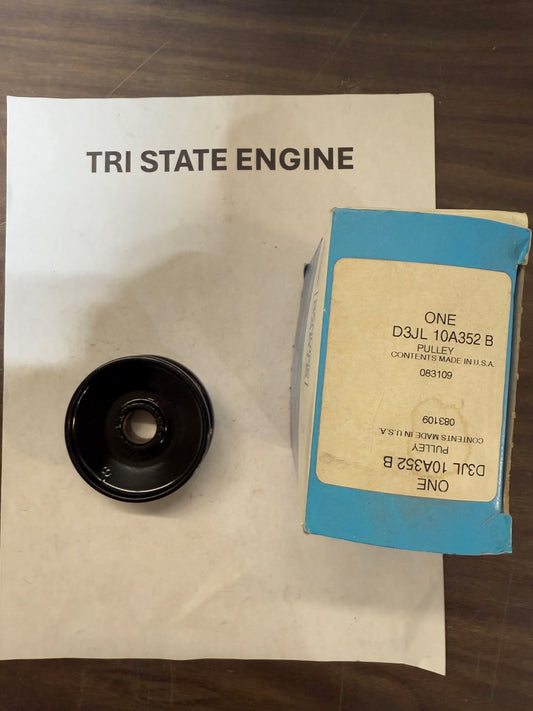 TRI STATE ENGINE
ONE
D3JL 10A352 B
PULLEY
CONTENTS MADE IN U.S.A.
083109
ONE
D3JL 10A352 B
PULLEY
CONTENTS MADE IN U.S.A.
083109